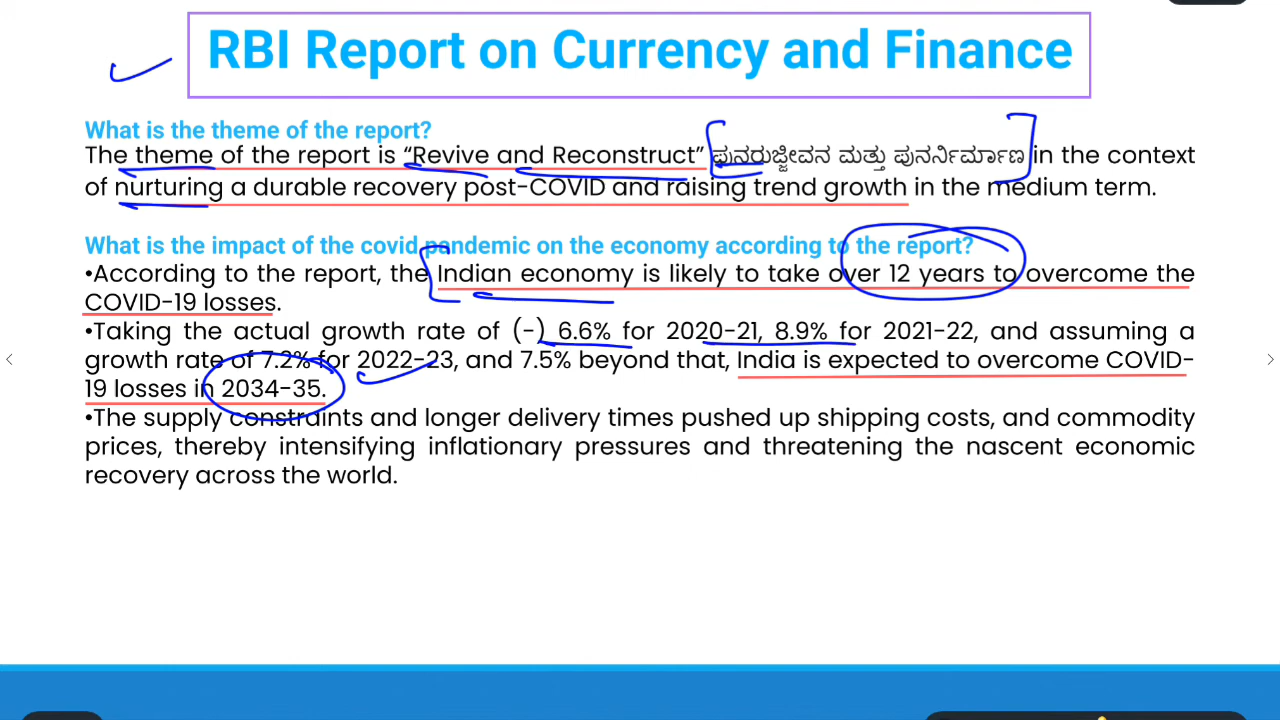 RBI Report on Currency and Finance
What is the theme of the report?
The theme of the report is “Revive and Reconstruct” ಪುನರುಜ್ಜೀವನ ಮತ್ತು ಪುನರ್ನಿರ್ಮಾಣ in the context
of nurturing a durable recovery post-COVID and raising trend growth in the medium term.
What is the impact of the covid pandemic on the economy according to the report?
•According to the report, the Indian economy is likely to take over 12 years to overcome the
COVID-19 losses.
•Taking the actual growth rate of (-) 6.6% for 2020-21, 8.9% for 2021-22, and assuming a
growth rate of 7.2% for 2022-23, and 7.5% beyond that, India is expected to overcome COVID-
19 losses in 2034-35.
•The supply constraints and longer delivery times pushed up shipping costs, and commodity
prices, thereby intensifying inflationary pressures and threatening the nascent economic
recovery across the world.